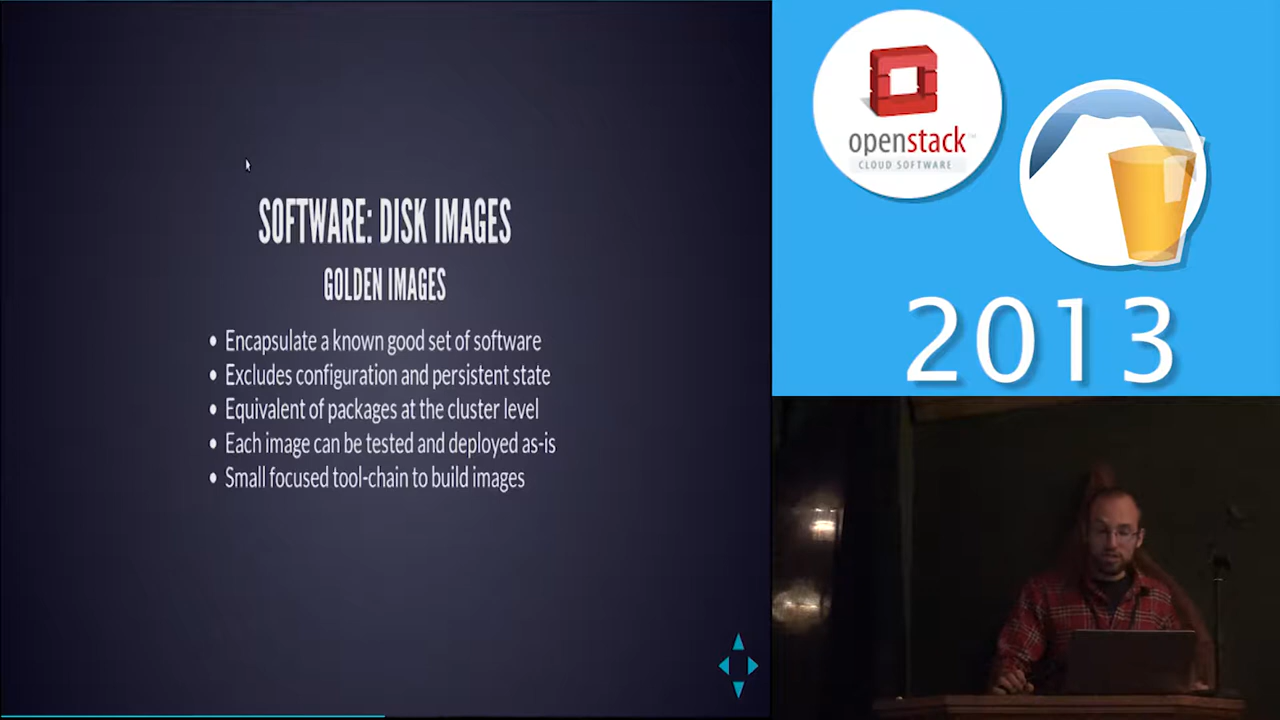 SOFTWARE: DISK IMAGES
GOLDEN IMAGES
• Encapsulate a known good set of software
• Excludes configuration and persistent state
• Equivalent of packages at the cluster level
• Each image can be tested and deployed as-is
• Small focused tool-chain to build images
openstack
CLOUD SOFTWARE
2013